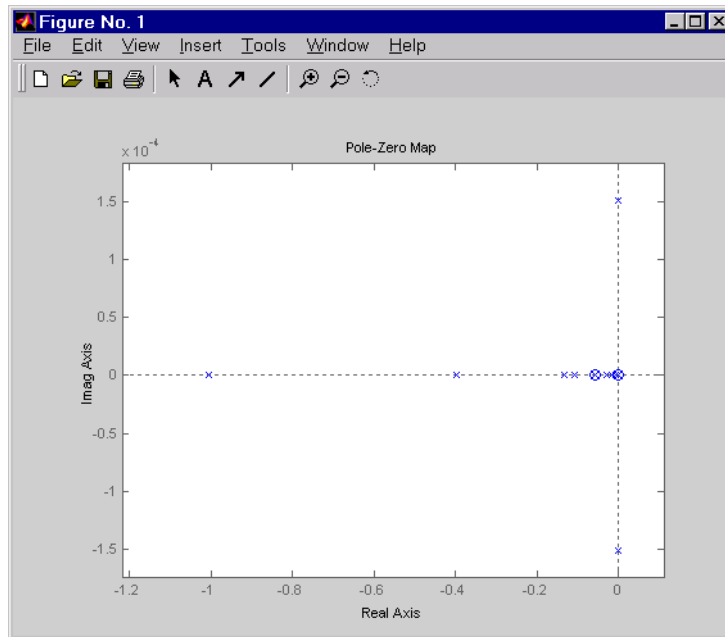 Figure No. 1
File Edit View Insert Tools Window Help
A
x 10^-4
Pole-Zero Map
1.5
1
0.5
0
-0.5
-1
-1.5
Imag Axis
-1.2 -1 -0.8 -0.6 -0.4 -0.2 0
Real Axis